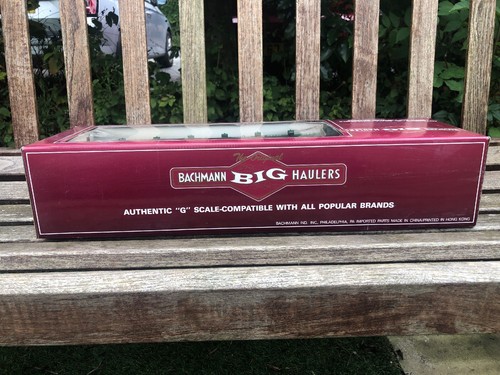 BACHMANN BIG HAULERS
AUTHENTIC "G" SCALE-COMPATIBLE WITH ALL POPULAR BRANDS
BACHMANN IND. INC., PHILADELPHIA, PA IMPORTED PARTS MADE IN CHINA/PRINTED IN HONG KONG